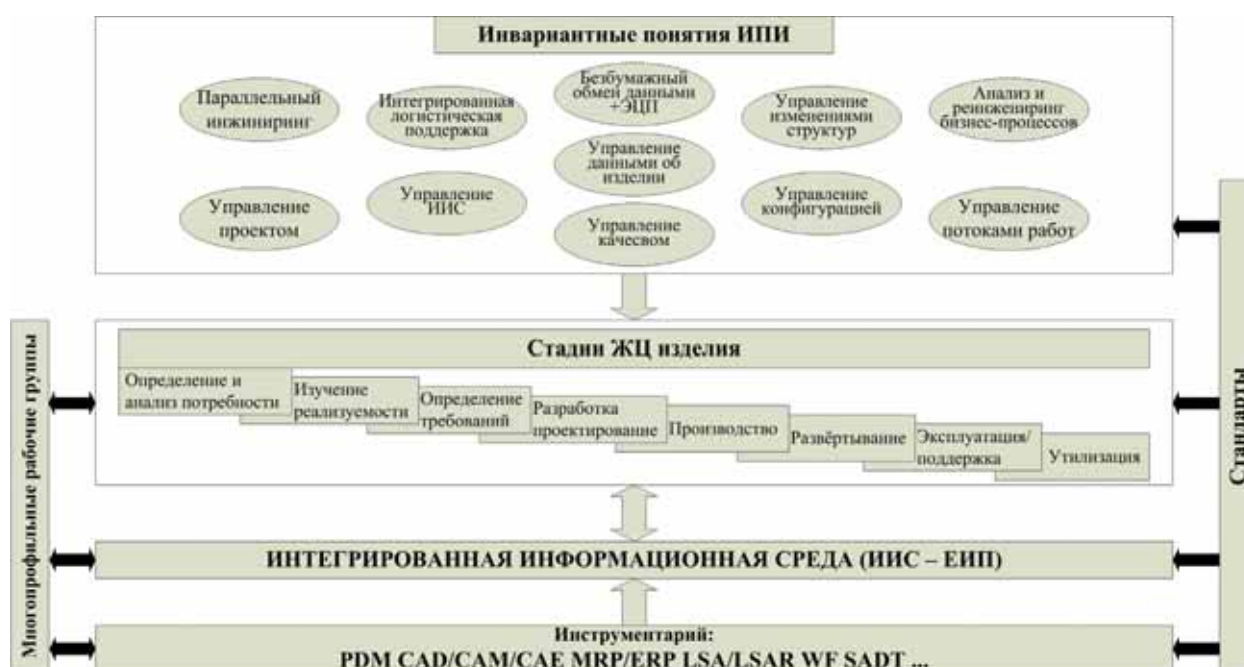 Инвариантные понятия ИПИ
Параллельный
инжиниринг
Интегрированная
логистическая
поддержка
Безбумажный
обмен данными
+ЭЦП
Управление
изменениями
структур
Анализ и
реинжениринг
бизнес-процессов
Управление
данными об
изделии
Управление
проектом
Управление
ИИС
Управление
качесвом
Управление
конфигурацией
Управление
потоками работ
Стадии ЖЦ изделия
Определение и
анализ потребности
Изучение
реализуемости
Определение
требований
Разработка
проектирование
Производство
Развёртывание
Эксплуатация/
поддержка
Утилизация
ИНТЕГРИРОВАННАЯ ИНФОРМАЦИОННАЯ СРЕДА (ИИС – ЕИП)
Инструментарий:
PDM CAD/CAM/CAE MRP/ERP LSA/LSAR WF SADT ...
Многопрофильные рабочие группы
Стандарты